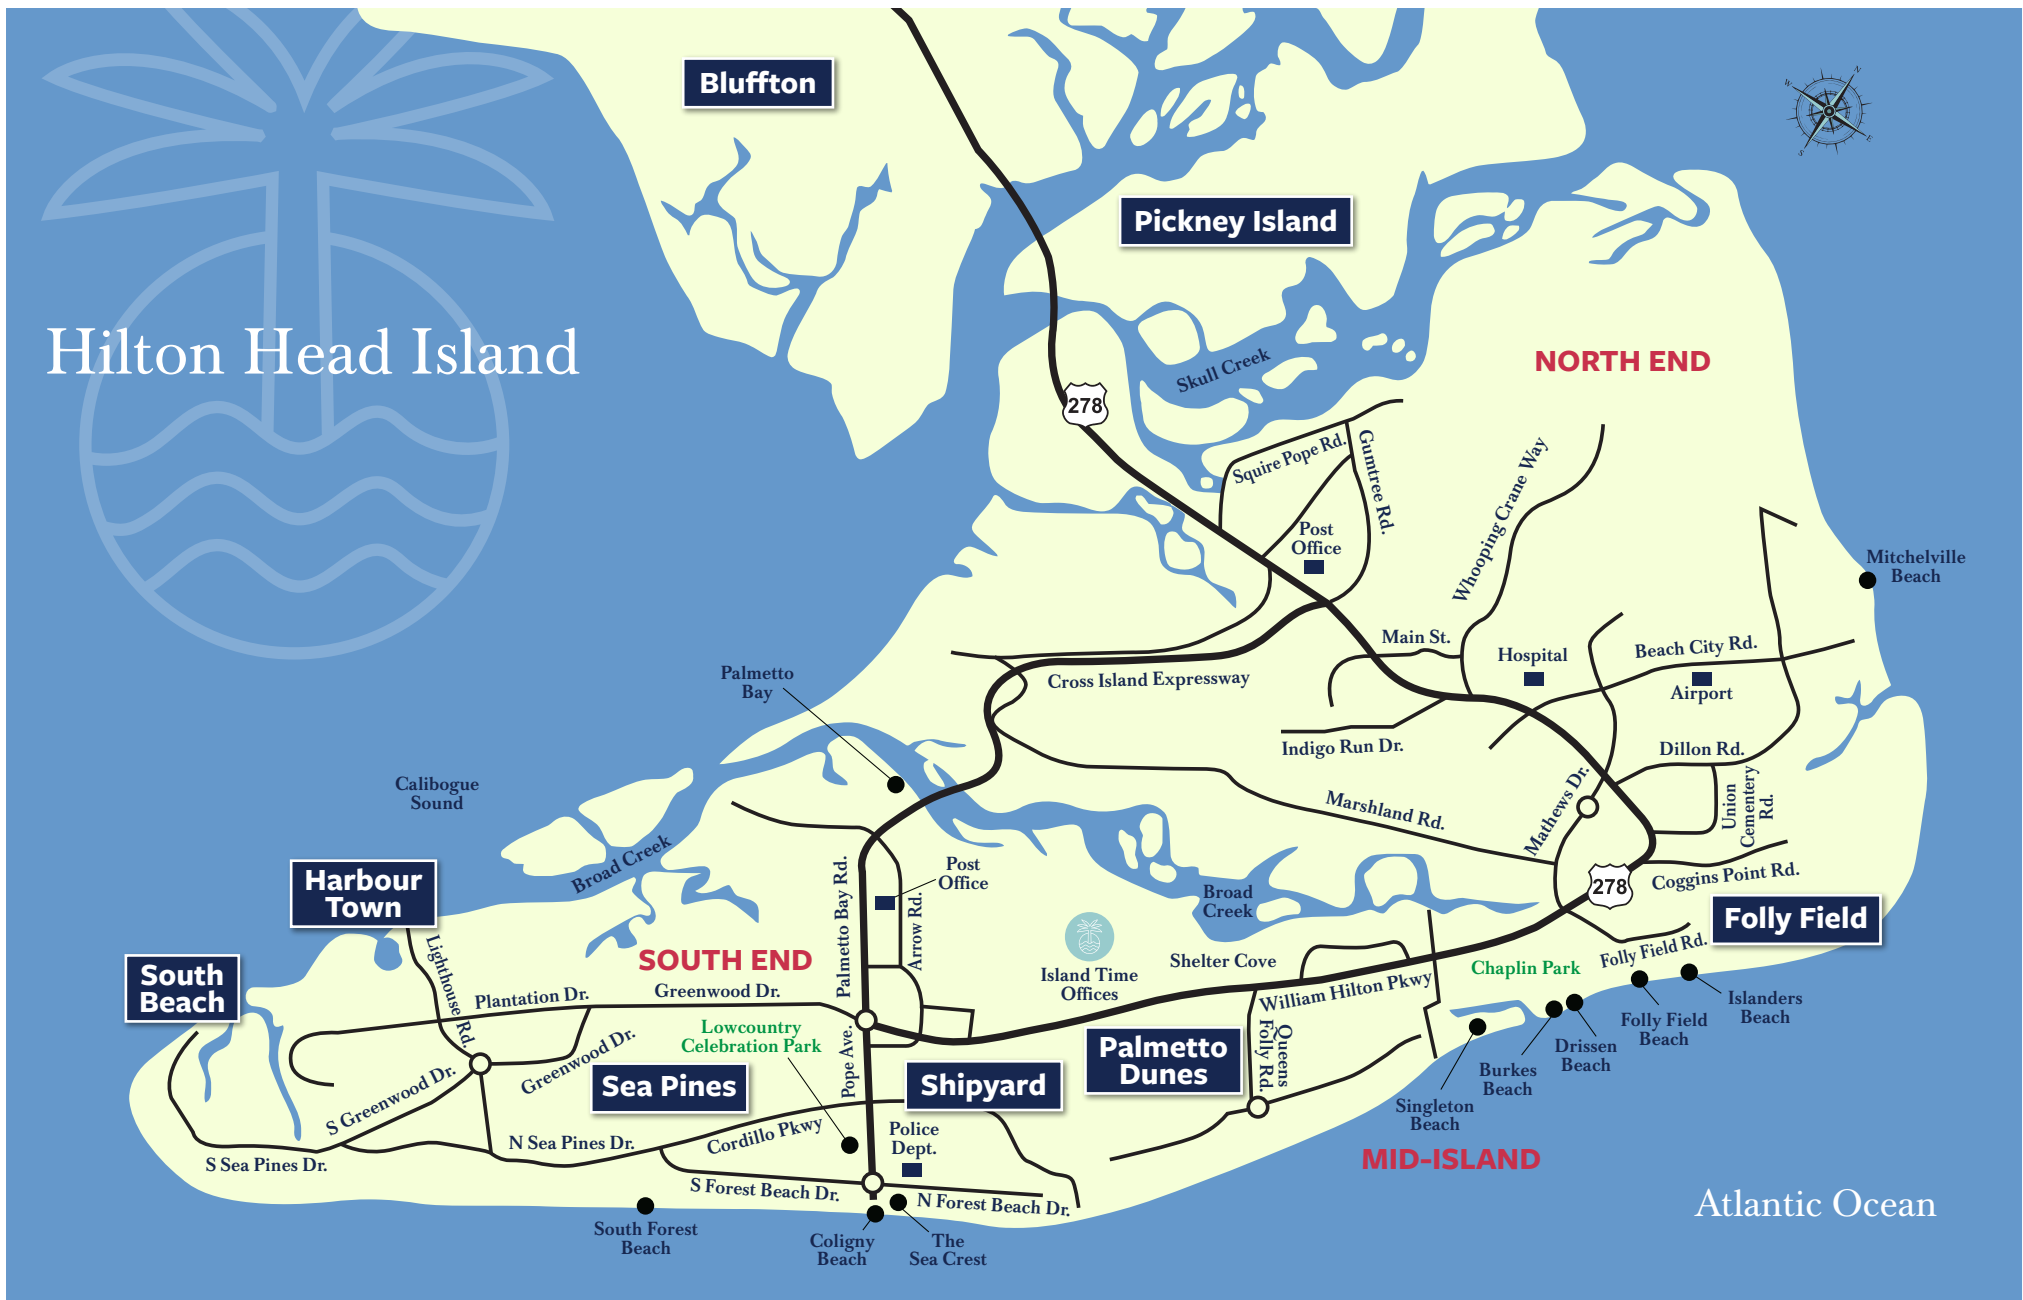 Bluffton
N
W
E
S
Pickney Island
Hilton Head Island
NORTH END
Skull Creek
278
Squire Pope Rd.
Gumtree Rd.
Whooping Crane Way
Post
Office
Mitchelville
Beach
Main St.
Hospital
Beach City Rd.
Airport
Palmetto
Bay
Cross Island Expressway
Indigo Run Dr.
Dillon Rd.
Calibogue
Sound
Marshland Rd.
Mathews Dr.
Union
Cementery
Rd.
Broad Creek
Harbour
Town
Palmetto Bay Rd.
Post
Office
Arrow Rd.
Broad
Creek
278
Coggins Point Rd.
Folly Field
Lighthouse Rd.
SOUTH END
Island Time
Offices
Shelter Cove
Chaplin Park
Folly Field Rd.
South
Beach
Plantation Dr.
Greenwood Dr.
William Hilton Pkwy
Islanders
Beach
Folly Field
Beach
Lowcountry
Celebration Park
Pope Ave.
Palmetto
Dunes
Queens
Folly Rd.
Drissen
Beach
Burkes
Beach
S Greenwood Dr.
Greenwood Dr.
Sea Pines
Shipyard
Singleton
Beach
Cordillo Pkwy
Police
Dept.
N Sea Pines Dr.
S Sea Pines Dr.
MID-ISLAND
S Forest Beach Dr.
N Forest Beach Dr.
Atlantic Ocean
South Forest
Beach
Coligny
Beach
The
Sea Crest